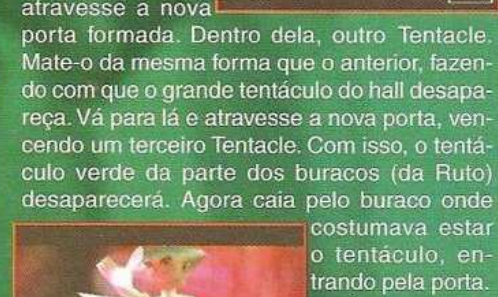 atravesse a nova
porta formada. Dentro dela, outro Tentacle.
Mate-o da mesma forma que o anterior, fazen-
do com que o grande tentáculo do hall desapa-
reça. Vá para lá e atravesse a nova porta, ven-
cendo um terceiro Tentacle. Com isso, o tentá-
culo verde da parte dos buracos (da Ruto)
desaparecerá. Agora caia pelo buraco onde
costumava estar
o tentáculo, en-
trando pela porta.